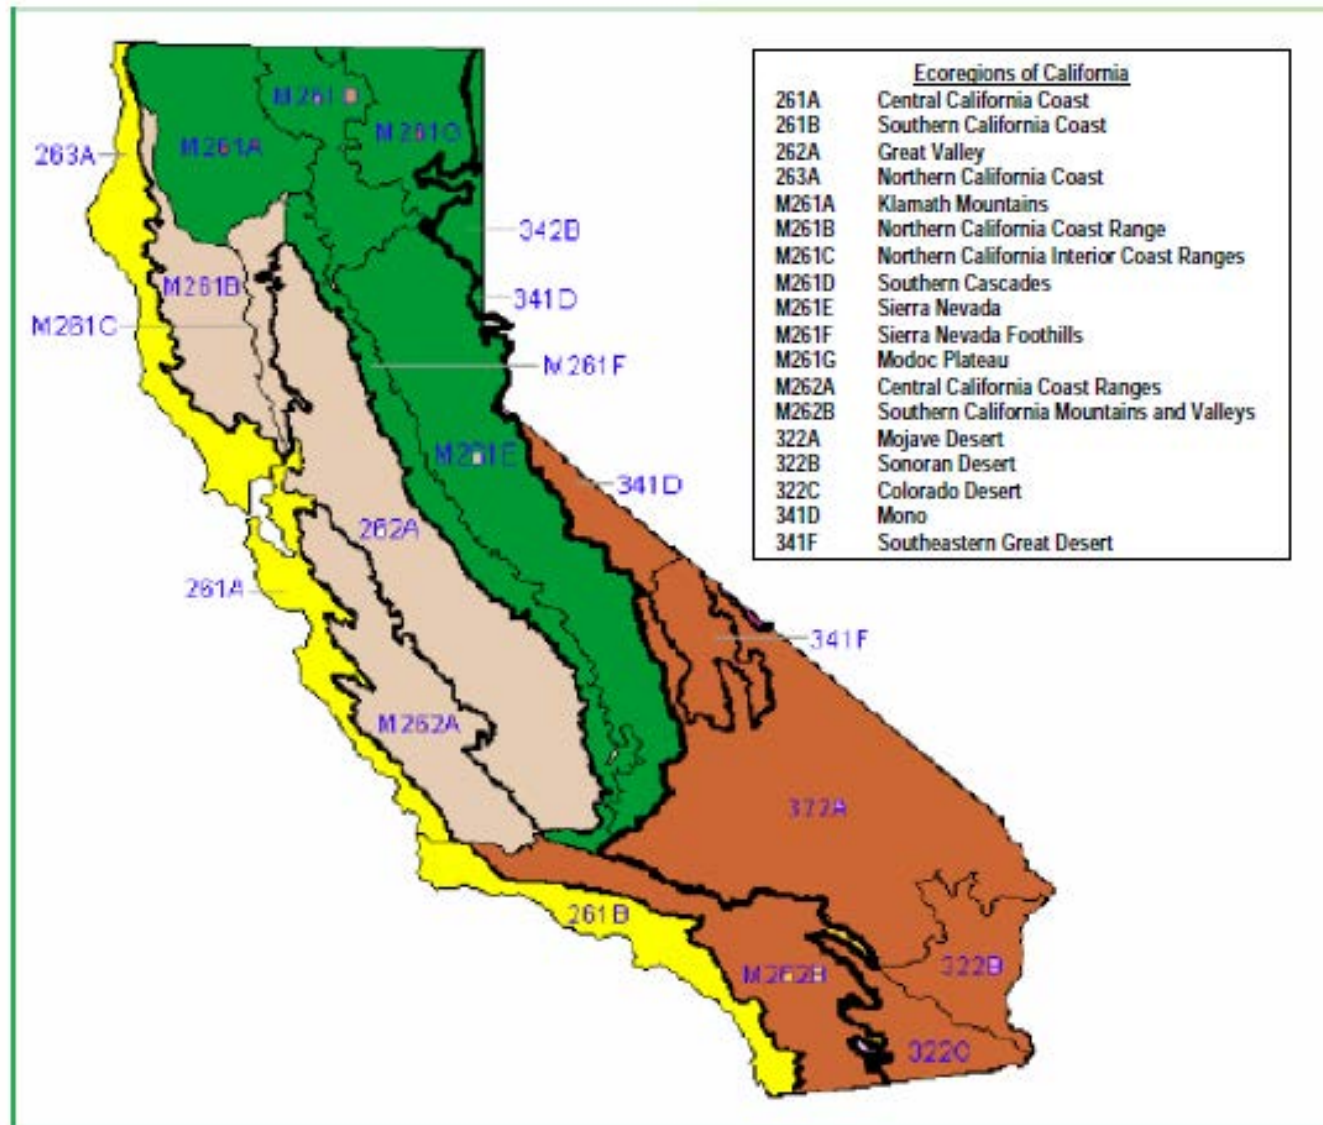 Ecoregions of California
261A Central California Coast
261B Southern California Coast
262A Great Valley
263A Northern California Coast
M261A Klamath Mountains
M261B Northern California Coast Range
M261C Northern California Interior Coast Ranges
M261D Southern Cascades
M261E Sierra Nevada
M261F Sierra Nevada Foothills
M261G Modoc Plateau
M262A Central California Coast Ranges
M262B Southern California Mountains and Valleys
322A Mojave Desert
322B Sonoran Desert
322C Colorado Desert
341D Mono
341F Southeastern Great Desert
M261D
M261G
M261A
263A
342B
M261B
341D
M261C
M261F
M261E
341D
262A
261A
341F
M262A
322A
261B
M262B
322B
322C